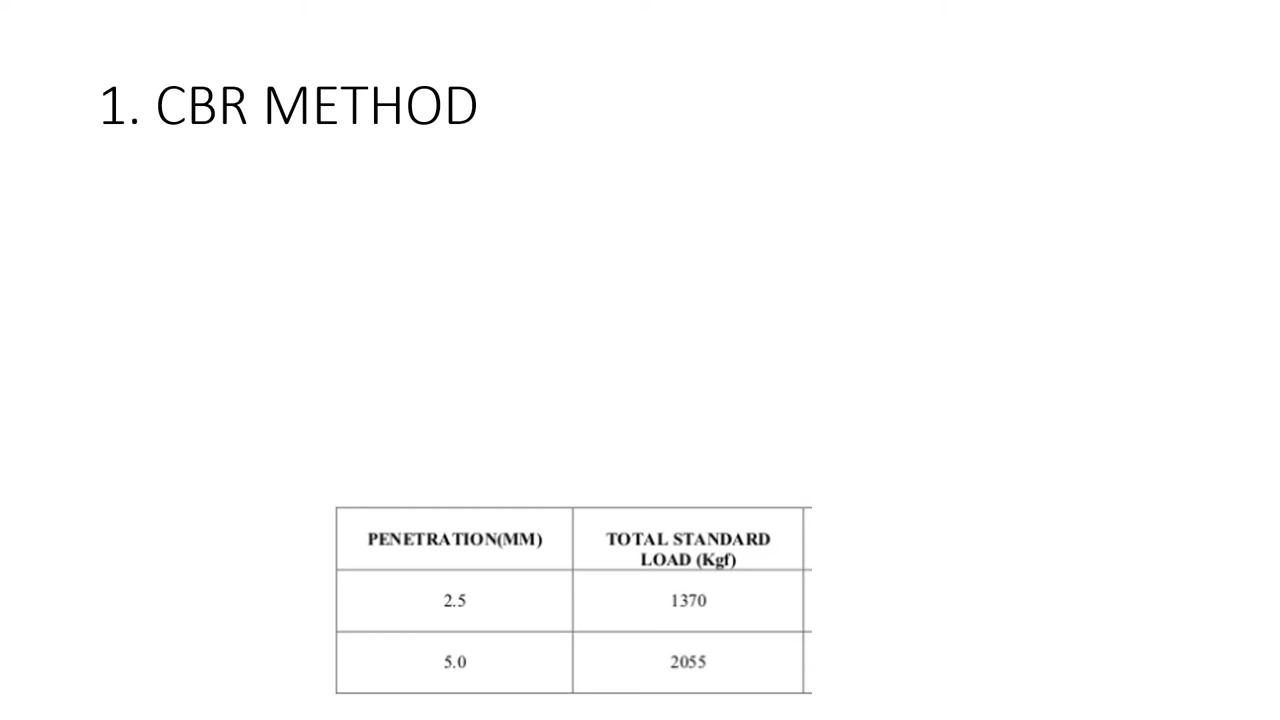 1. CBR METHOD
PENETRATION(MM) TOTAL STANDARD
LOAD (Kgf)
2.5 1370
5.0 2055